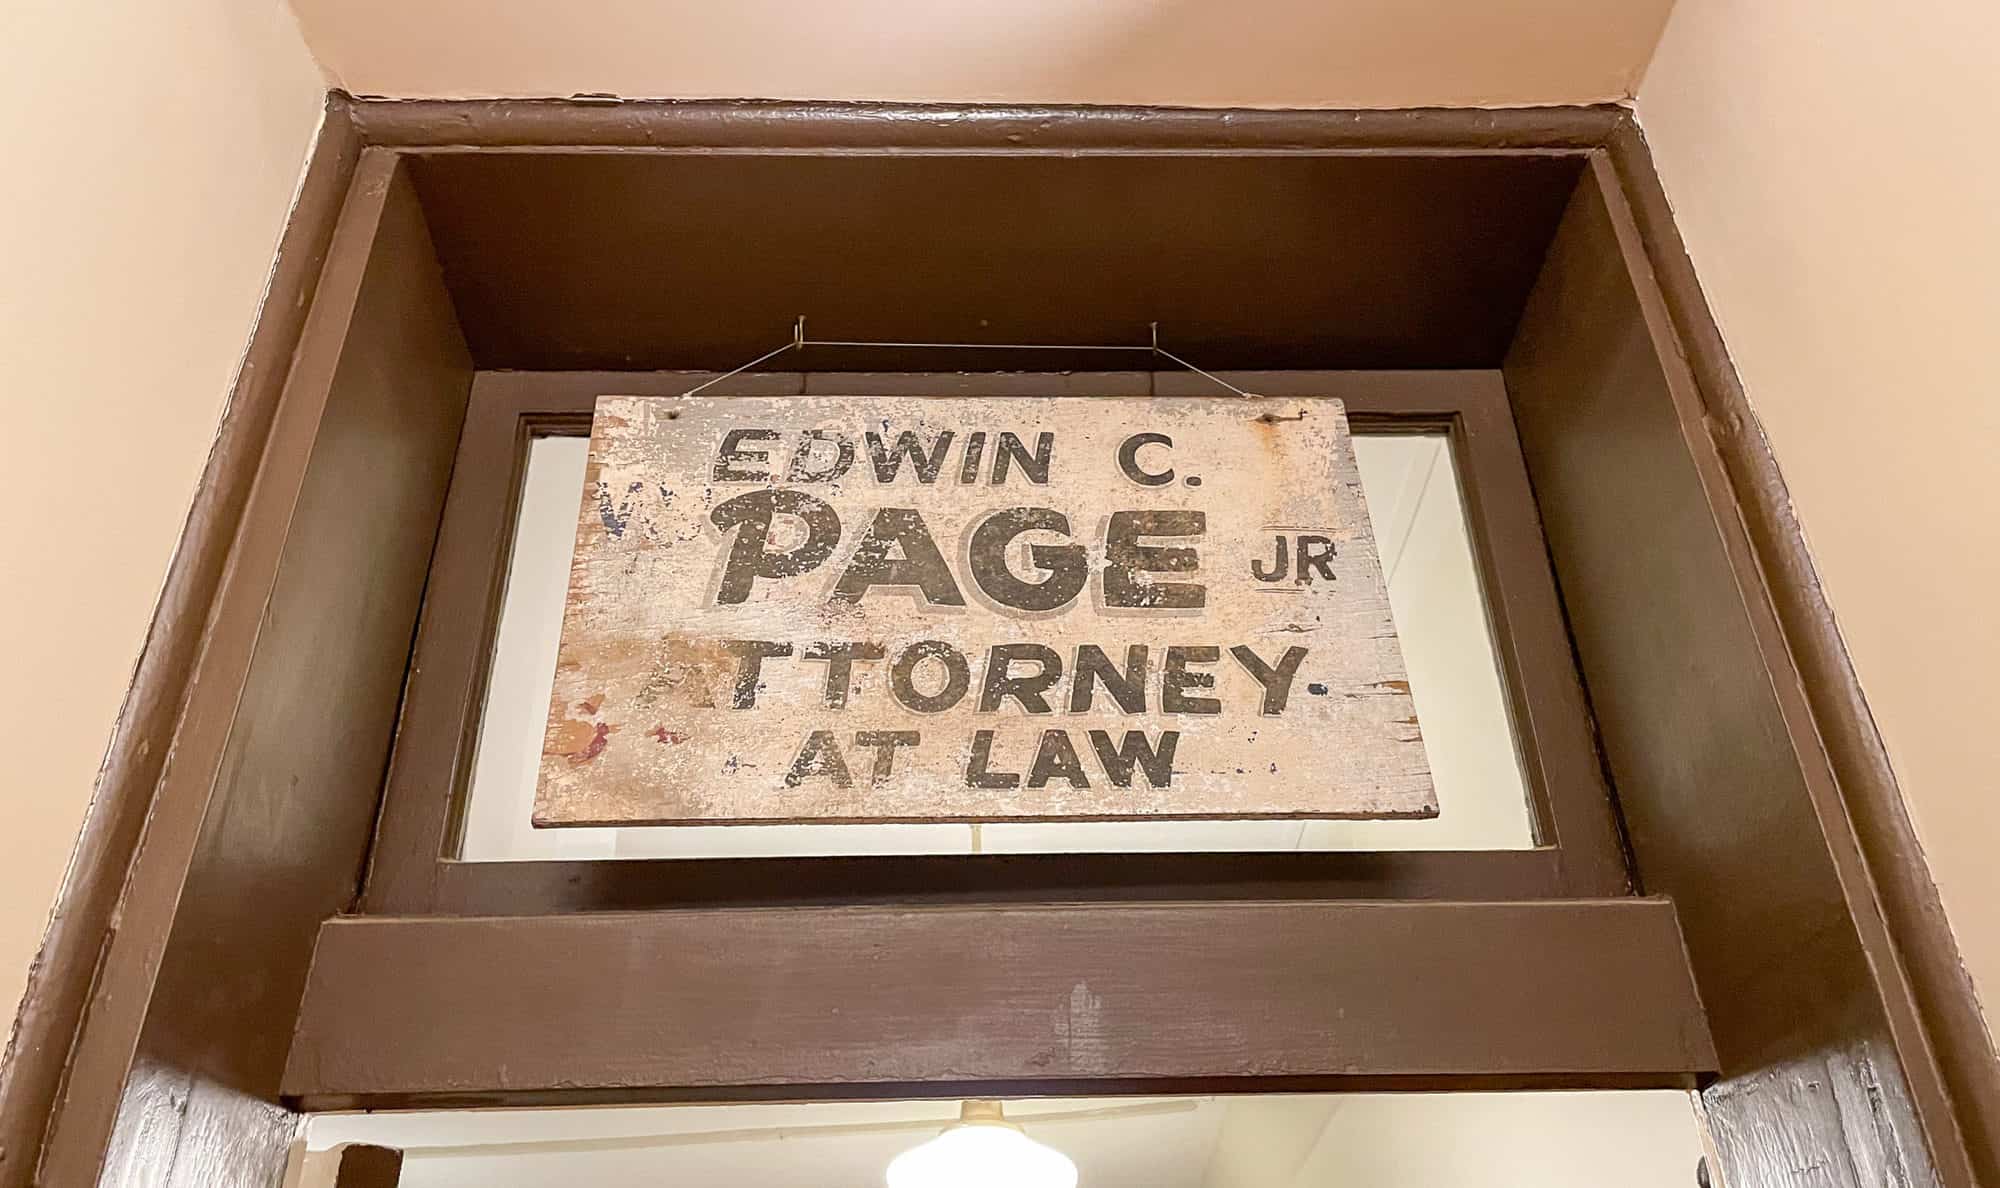 EDWIN C.
PAGE JR
ATTORNEY
AT LAW